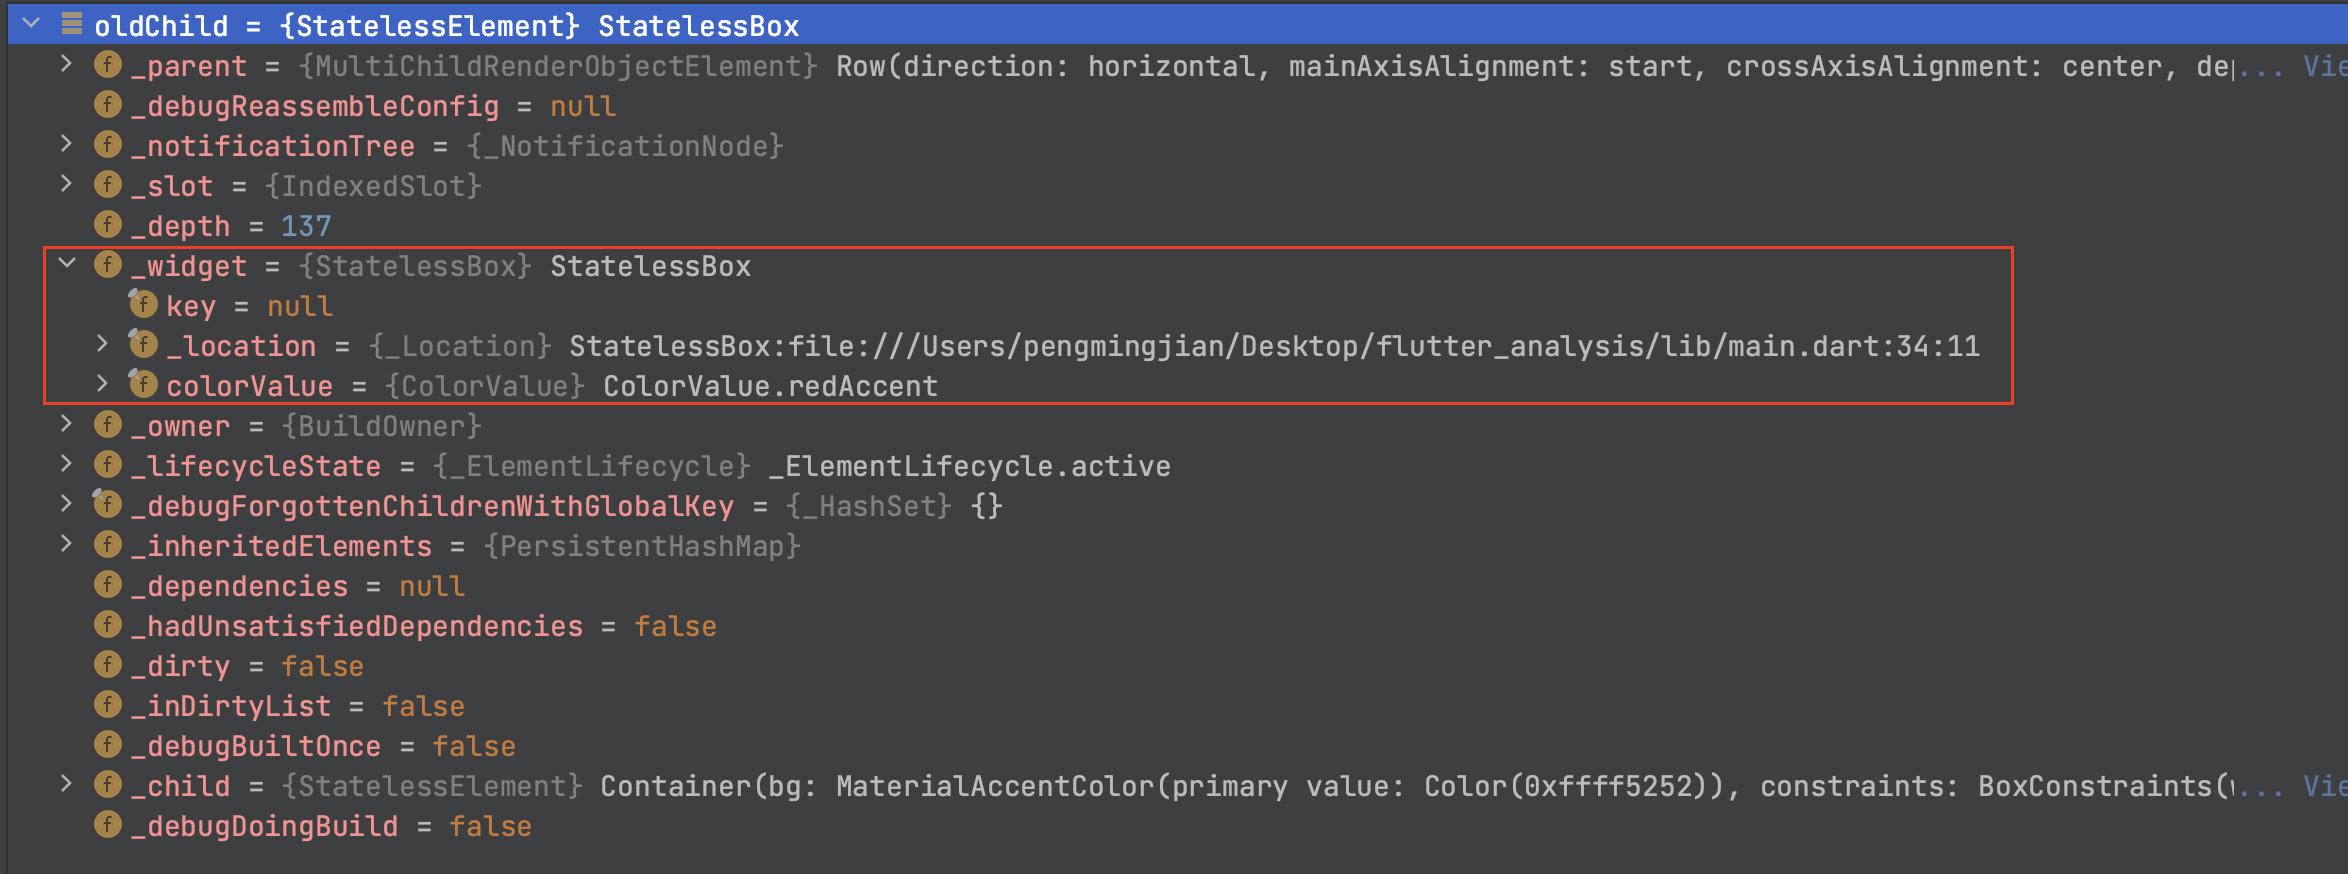 oldChild = {StatelessElement} StatelessBox
f _parent = {MultiChildRenderObjectElement} Row(direction: horizontal, mainAxisAlignment: start, crossAxisAlignment: center, de... Vie
f _debugReassembleConfig = null
f _notificationTree = {_NotificationNode}
f _slot = {IndexedSlot}
f _depth = 137
f _widget = {StatelessBox} StatelessBox
f key = null
f _location = {_Location} StatelessBox:file:///Users/pengmingjian/Desktop/flutter_analysis/lib/main.dart:34:11
f colorValue = {ColorValue} ColorValue.redAccent
f _owner = {BuildOwner}
f _lifecycleState = {_ElementLifecycle} _ElementLifecycle.active
f _debugForgottenChildrenWithGlobalKey = {_HashSet} {}
f _inheritedElements = {PersistentHashMap}
f _dependencies = null
f _hadUnsatisfiedDependencies = false
f _dirty = false
f _inDirtyList = false
f _debugBuiltOnce = false
f _child = {StatelessElement} Container(bg: MaterialAccentColor(primary value: Color(0xffff5252)), constraints: BoxConstraints(... Vie
f _debugDoingBuild = false